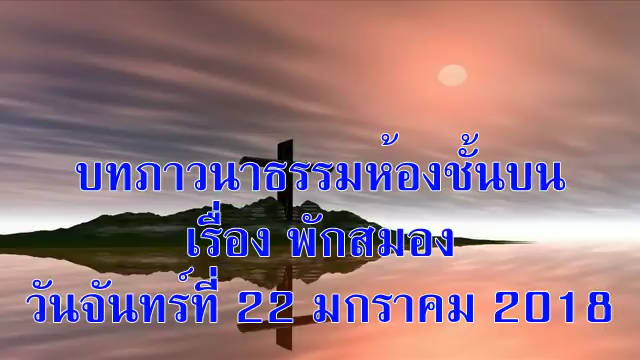 บทภาวนาธรรมห้องชั้นบน
เรื่อง พักสมอง
วันจันทร์ที่ 22 มกราคม 2018